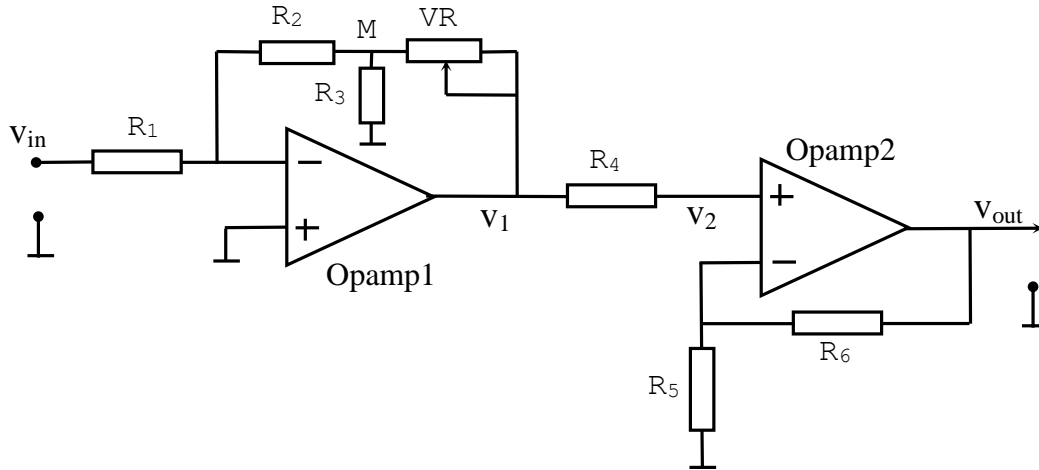 R₂
M
VR
R₃
vᵢₙ
R₁
Opamp1
v₁
R₄
v₂
Opamp2
vₒᵤₜ
R₆
R₅